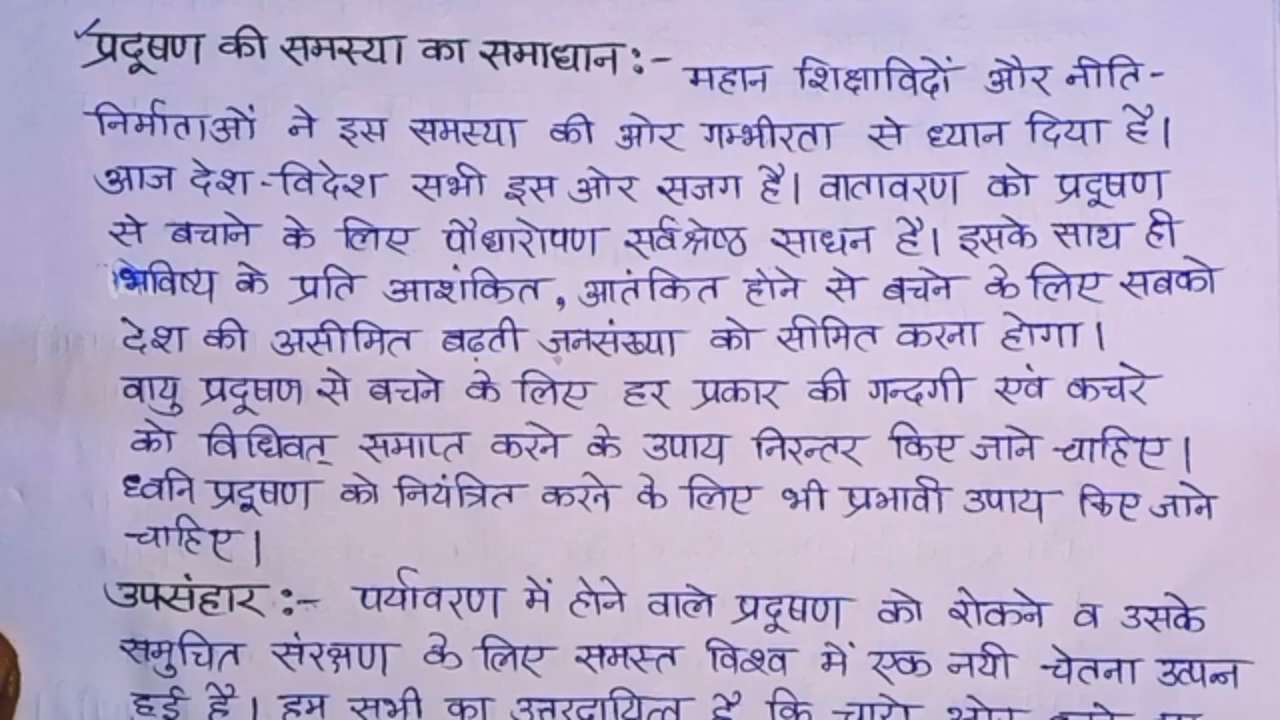 प्रदूषण की समस्या का समाधान :- महान शिक्षाविदों और नीति-
निर्माताओं ने इस समस्या की ओर गम्भीरता से ध्यान दिया है।
आज देश-विदेश सभी इस ओर सजग है। वातावरण को प्रदूषण
से बचाने के लिए पौधारोपण सर्वश्रेष्ठ साधन है। इसके साथ ही
भविष्य के प्रति आशंकित, आतंकित होने से बचने के लिए सबको
देश की असीमित बढ़ती जनसंख्या को सीमित करना होगा।
वायु प्रदूषण से बचने के लिए हर प्रकार की गन्दगी एवं कचरे
को विधिवत् समाप्त करने के उपाय निरन्तर किए जाने चाहिए।
ध्वनि प्रदूषण को नियंत्रित करने के लिए भी प्रभावी उपाय किए जाने
चाहिए।
उपसंहार :- पर्यावरण में होने वाले प्रदूषण को रोकने व उसके
समुचित संरक्षण के लिए समस्त विश्व में एक नयी चेतना उत्पन्न
हुई है। हम सभी का उत्तरदायित्व है कि चारों ओर